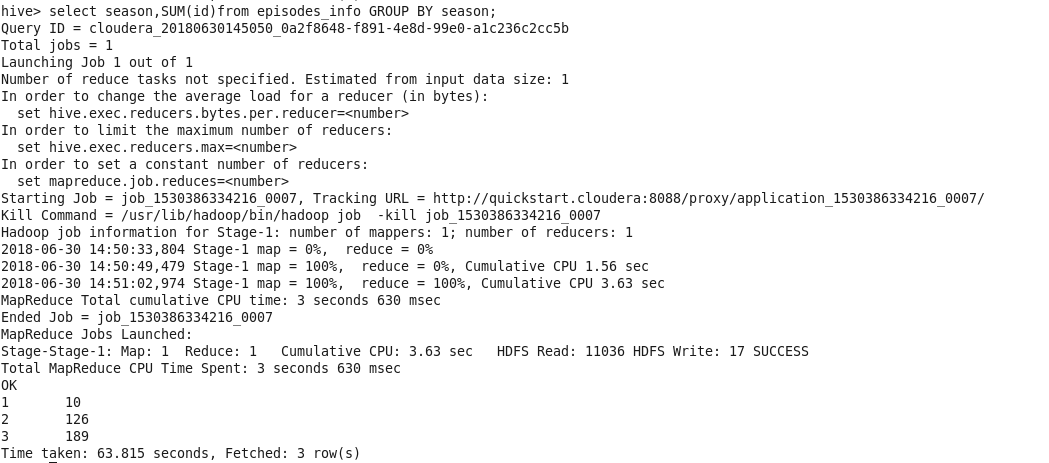 hive> select season,SUM(id)from episodes_info GROUP BY season;
Query ID = cloudera_20180630145050_0a2f8648-f891-4e8d-99e0-a1c236c2cc5b
Total jobs = 1
Launching Job 1 out of 1
Number of reduce tasks not specified. Estimated from input data size: 1
In order to change the average load for a reducer (in bytes):
  set hive.exec.reducers.bytes.per.reducer=<number>
In order to limit the maximum number of reducers:
  set hive.exec.reducers.max=<number>
In order to set a constant number of reducers:
  set mapreduce.job.reduces=<number>
Starting Job = job_1530386334216_0007, Tracking URL = http://quickstart.cloudera:8088/proxy/application_1530386334216_0007/
Kill Command = /usr/lib/hadoop/bin/hadoop job  -kill job_1530386334216_0007
Hadoop job information for Stage-1: number of mappers: 1; number of reducers: 1
2018-06-30 14:50:33,804 Stage-1 map = 0%,  reduce = 0%
2018-06-30 14:50:49,479 Stage-1 map = 100%,  reduce = 0%, Cumulative CPU 1.56 sec
2018-06-30 14:51:02,974 Stage-1 map = 100%,  reduce = 100%, Cumulative CPU 3.63 sec
MapReduce Total cumulative CPU time: 3 seconds 630 msec
Ended Job = job_1530386334216_0007
MapReduce Jobs Launched:
Stage-Stage-1: Map: 1  Reduce: 1   Cumulative CPU: 3.63 sec   HDFS Read: 11036 HDFS Write: 17 SUCCESS
Total MapReduce CPU Time Spent: 3 seconds 630 msec
OK
1       10
2       126
3       189
Time taken: 63.815 seconds, Fetched: 3 row(s)